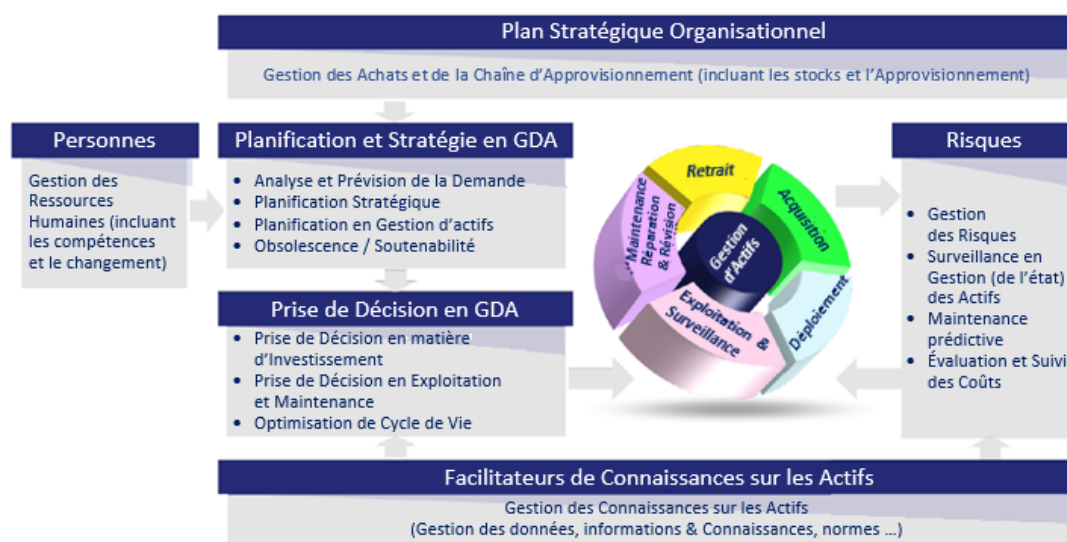 Plan Stratégique Organisationnel
Gestion des Achats et de la Chaîne d'Approvisionnement (incluant les stocks et l'Approvisionnement)
Personnes
Gestion des
Ressources
Humaines (incluant
les compétences
et le changement)
Planification et Stratégie en GDA
• Analyse et Prévision de la Demande
• Planification Stratégique
• Planification en Gestion d'actifs
• Obsolescence / Soutenabilité
Prise de Décision en GDA
• Prise de Décision en matière
d'Investissement
• Prise de Décision en Exploitation
et Maintenance
• Optimisation de Cycle de Vie
Retrait
Acquisition
Déploiement
Exploitation &
Surveillance
Maintenance
Réparation
& Révision
Gestion
d'Actifs
Risques
• Gestion
des Risques
• Surveillance en
Gestion (de l'état)
des Actifs
• Maintenance
prédictive
• Évaluation et Suivi
des Coûts
Facilitateurs de Connaissances sur les Actifs
Gestion des Connaissances sur les Actifs
(Gestion des données, informations & Connaissances, normes ...)